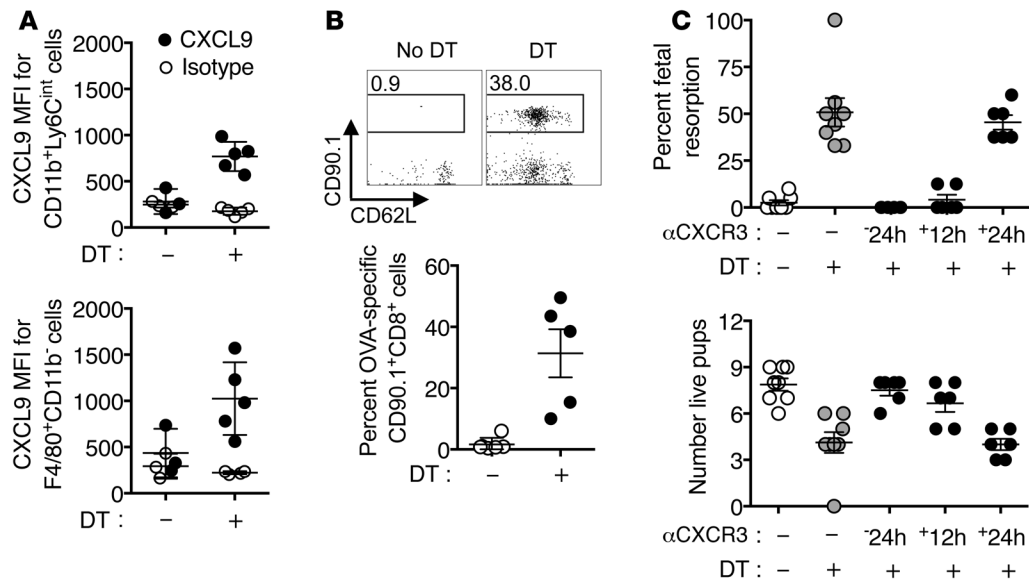 A
CXCL9 MFI for
CD11b⁺Ly6Cⁱⁿᵗ cells
2000
1500
1000
500
0
● CXCL9
○ Isotype
DT : − +
CXCL9 MFI for
F4/80⁺CD11b⁻ cells
2000
1500
1000
500
0
DT : − +
B
No DT DT
0.9 38.0
CD90.1
CD62L
Percent OVA-specific
CD90.1⁺CD8⁺ cells
60
40
20
0
DT : − +
C
Percent fetal
resorption
100
75
50
25
0
αCXCR3 : − − ⁻24h ⁺12h ⁺24h
DT : − + + + +
Number live pups
12
9
6
3
0
αCXCR3 : − − ⁻24h ⁺12h ⁺24h
DT : − + + + +